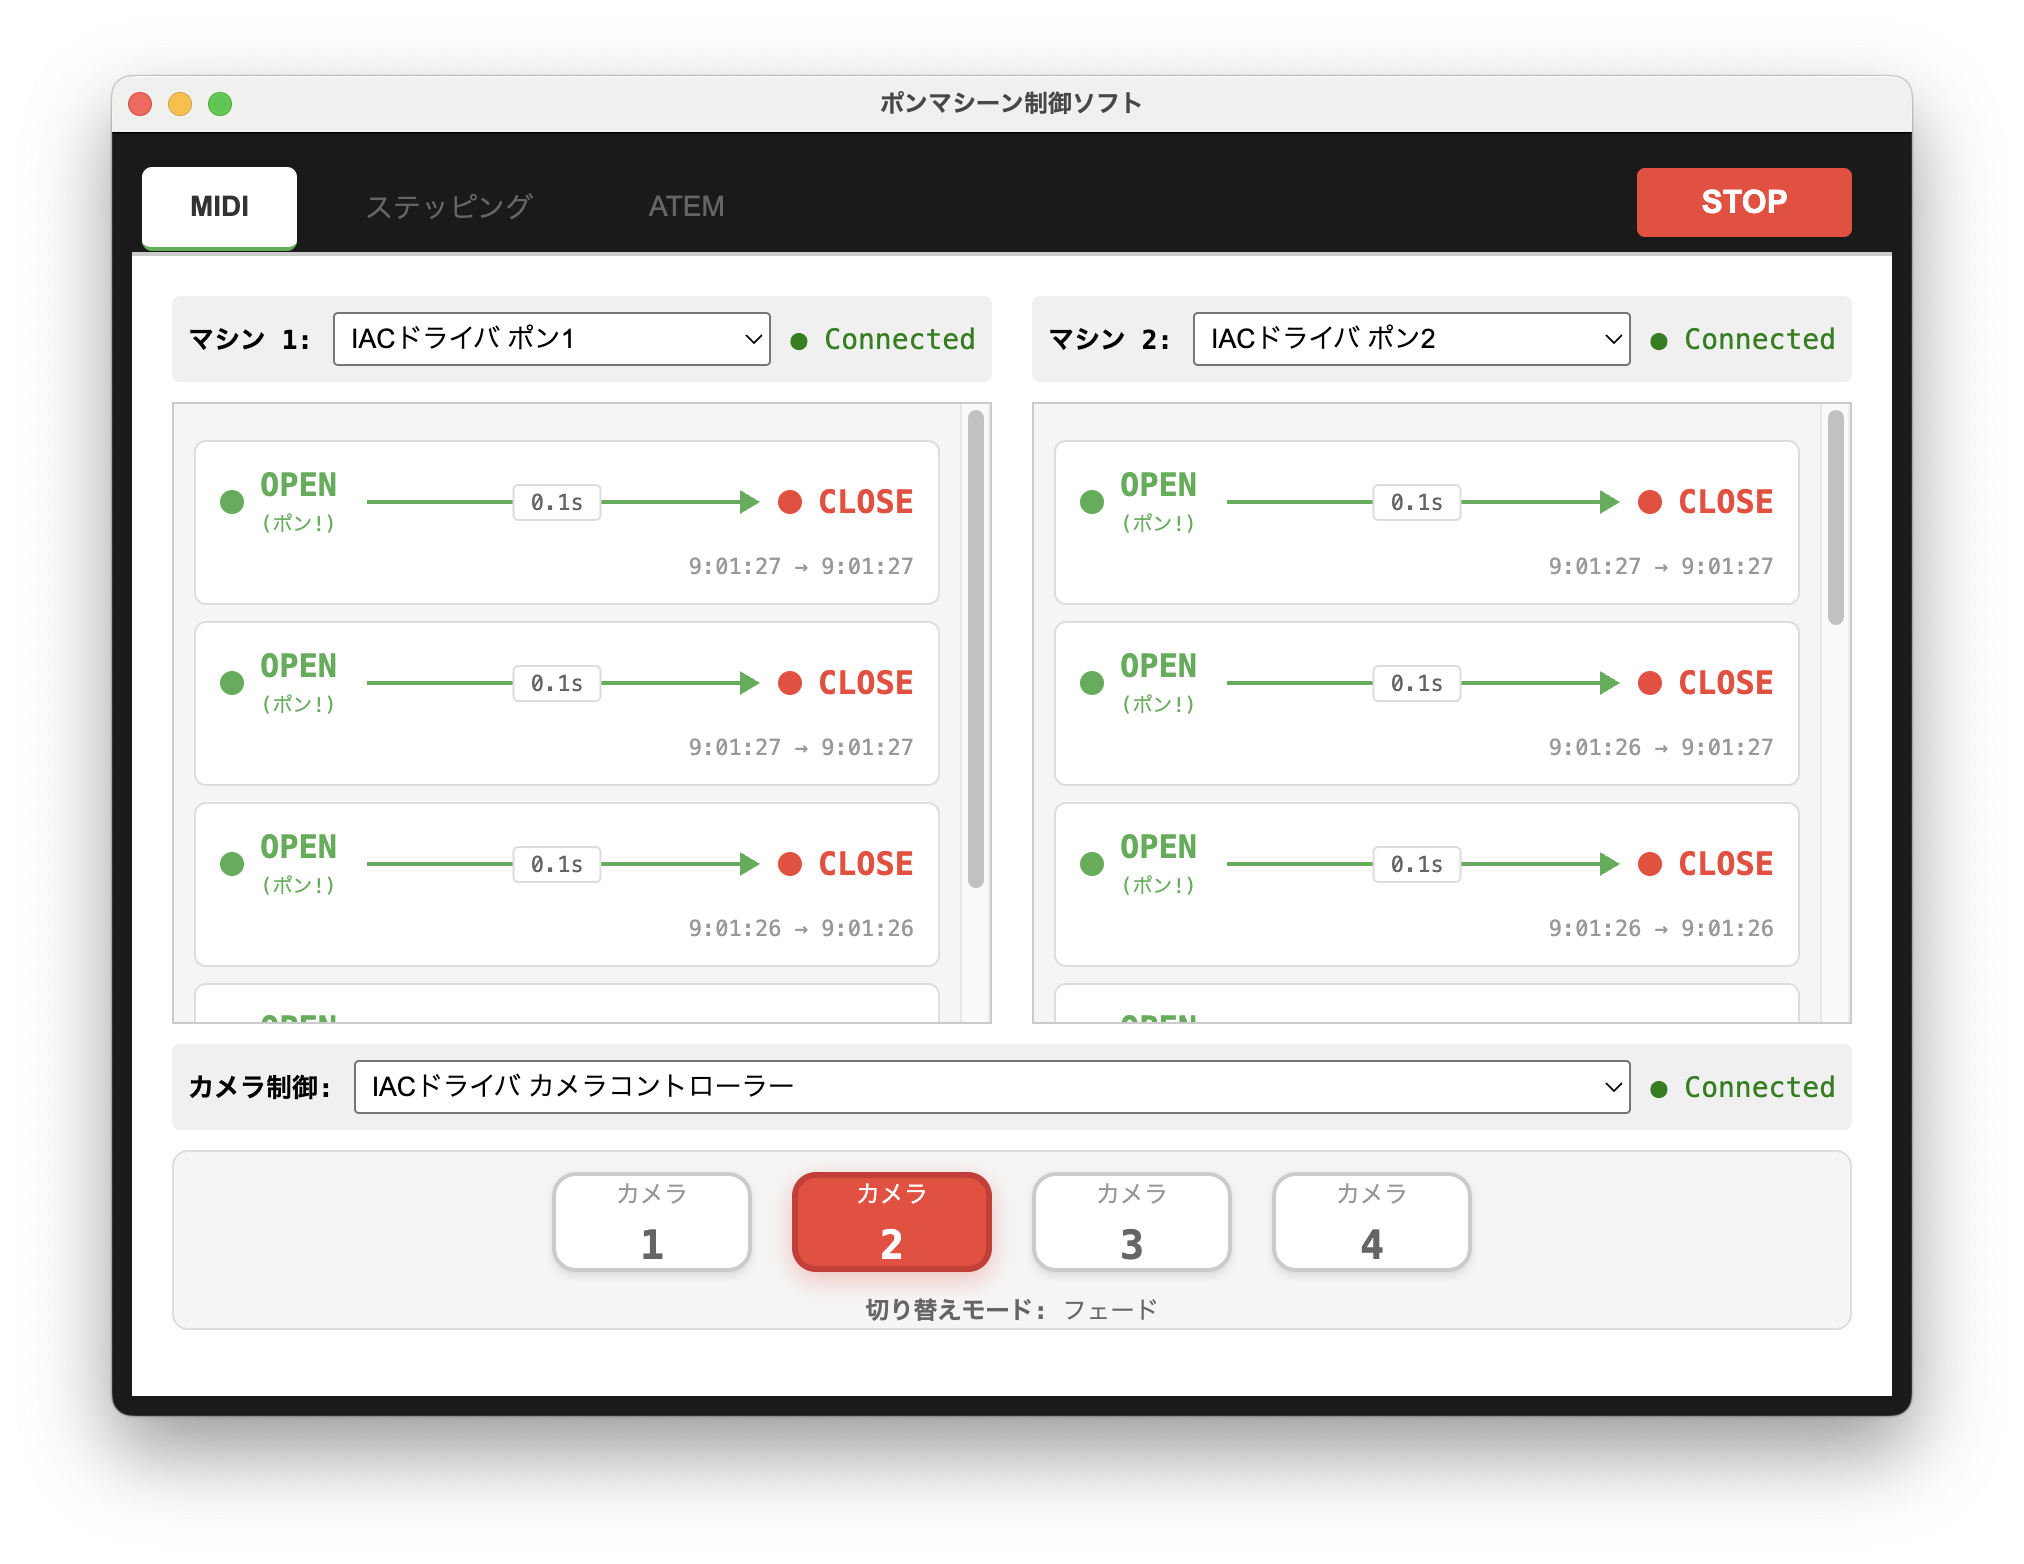 ポンマシーン制御ソフト
MIDI
ステッピング
ATEM
STOP
マシン 1:
IACドライバ ポン1
Connected
OPEN
(ポン!)
0.1s
CLOSE
9:01:27 → 9:01:27
OPEN
(ポン!)
0.1s
CLOSE
9:01:27 → 9:01:27
OPEN
(ポン!)
0.1s
CLOSE
9:01:26 → 9:01:26
OPEN
マシン 2:
IACドライバ ポン2
Connected
OPEN
(ポン!)
0.1s
CLOSE
9:01:27 → 9:01:27
OPEN
(ポン!)
0.1s
CLOSE
9:01:26 → 9:01:27
OPEN
(ポン!)
0.1s
CLOSE
9:01:26 → 9:01:26
OPEN
カメラ制御:
IACドライバ カメラコントローラー
Connected
カメラ
1
カメラ
2
カメラ
3
カメラ
4
切り替えモード: フェード